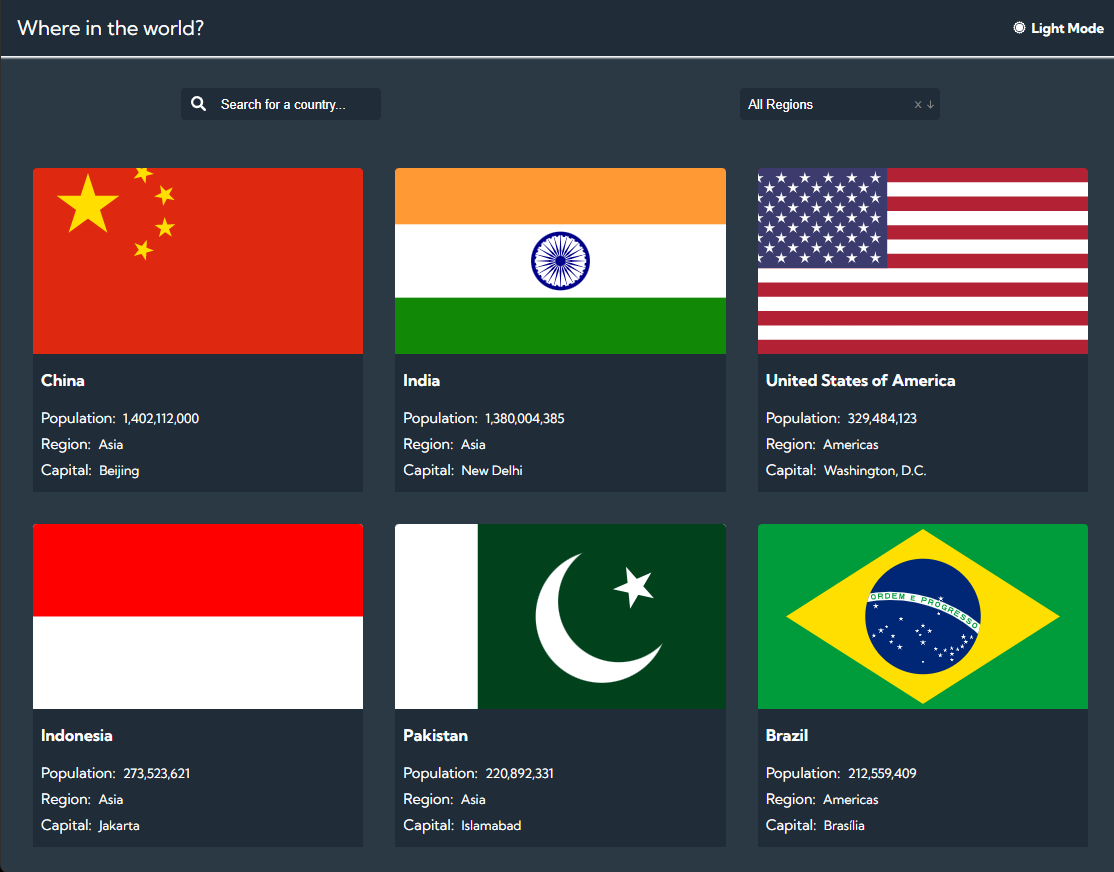 Where in the world?
Light Mode
Search for a country...
All Regions x ↓
China
Population: 1,402,112,000
Region: Asia
Capital: Beijing
India
Population: 1,380,004,385
Region: Asia
Capital: New Delhi
United States of America
Population: 329,484,123
Region: Americas
Capital: Washington, D.C.
Indonesia
Population: 273,523,621
Region: Asia
Capital: Jakarta
Pakistan
Population: 220,892,331
Region: Asia
Capital: Islamabad
ORDEM E PROGRESSO
Brazil
Population: 212,559,409
Region: Americas
Capital: Brasília